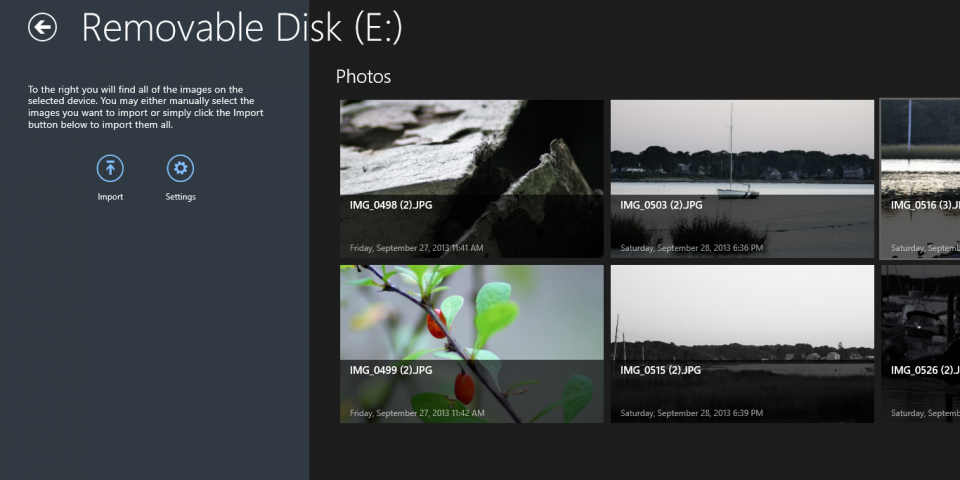 Removable Disk (E:)
To the right you will find all of the images on the
selected device. You may either manually select the
images you want to import or simply click the Import
button below to import them all.
Import
Settings
Photos
IMG_0498 (2).JPG
Friday, September 27, 2013 11:41 AM
IMG_0503 (2).JPG
Saturday, September 28, 2013 6:36 PM
IMG_0516 (3).J
Saturday, Septem
IMG_0499 (2).JPG
Friday, September 27, 2013 11:42 AM
IMG_0515 (2).JPG
Saturday, September 28, 2013 6:39 PM
IMG_0526 (2).J
Saturday, Septem